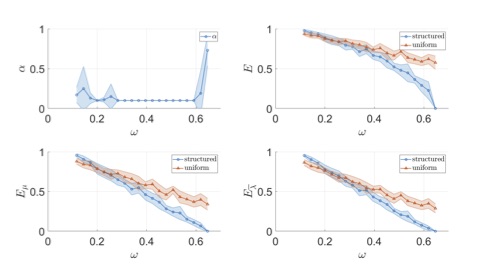 1
α
α
0.5
0
0
0.2
0.4
0.6
ω
1
structured
uniform
E
0.5
0
0
0.2
0.4
0.6
ω
1
structured
uniform
E_μ
0.5
0
0
0.2
0.4
0.6
ω
1
structured
uniform
E_λ̄
0.5
0
0
0.2
0.4
0.6
ω